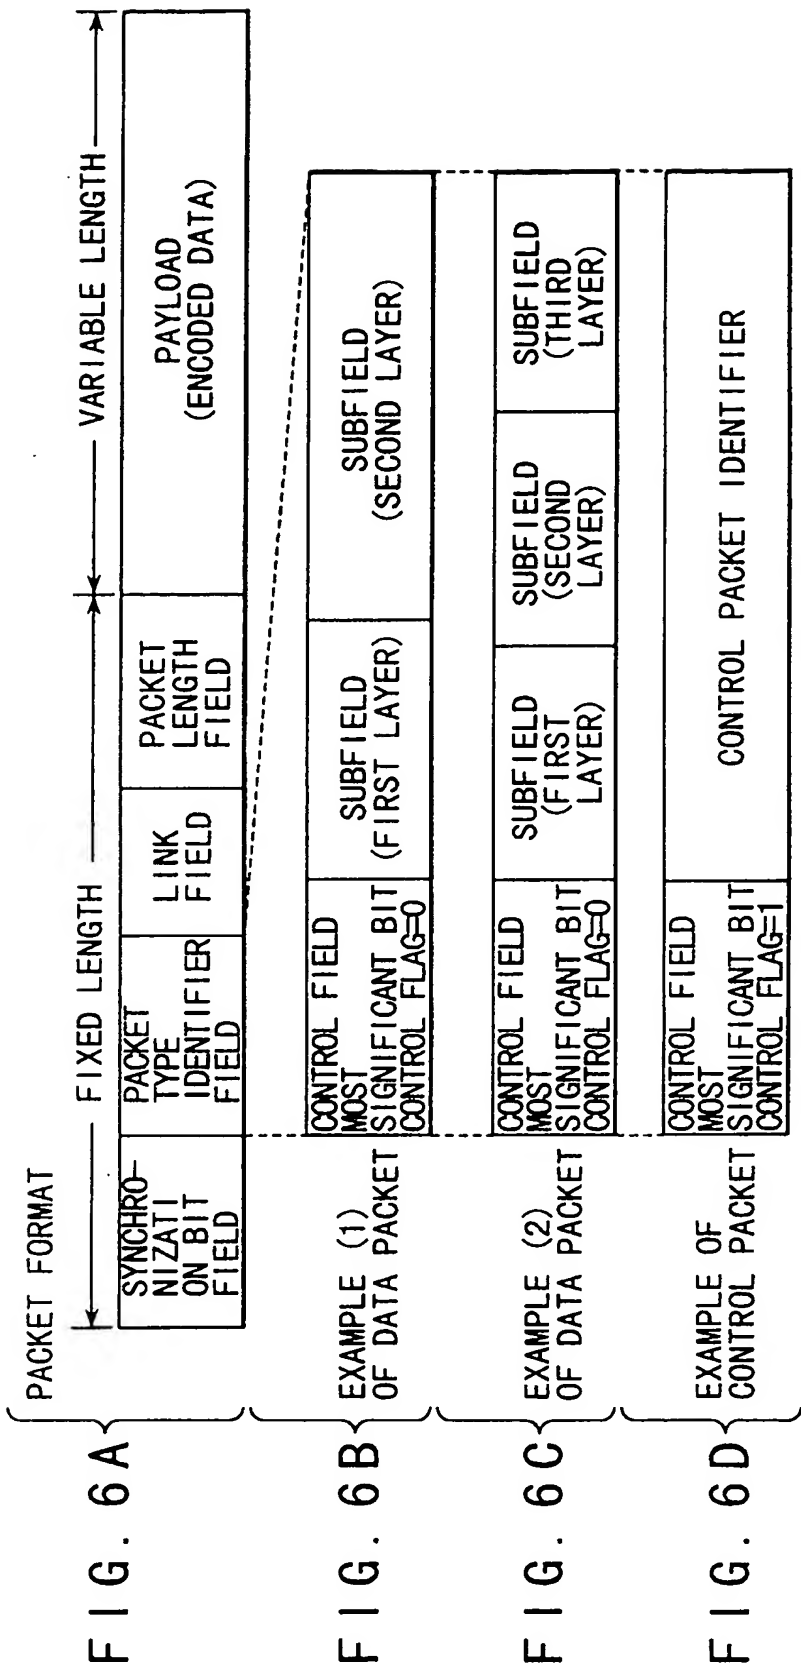 FIG. 6A
PACKET FORMAT
FIXED LENGTH
VARIABLE LENGTH
SYNCHRO-
NIZATI
ON BIT
FIELD
PACKET
TYPE
IDENTIFIER
FIELD
LINK
FIELD
PACKET
LENGTH
FIELD
PAYLOAD
(ENCODED DATA)
FIG. 6B
EXAMPLE (1)
OF DATA PACKET
CONTROL FIELD
MOST
SIGNIFICANT BIT
CONTROL FLAG=0
SUBFIELD
(FIRST LAYER)
SUBFIELD
(SECOND LAYER)
FIG. 6C
EXAMPLE (2)
OF DATA PACKET
CONTROL FIELD
MOST
SIGNIFICANT BIT
CONTROL FLAG=0
SUBFIELD
(FIRST
LAYER)
SUBFIELD
(SECOND
LAYER)
SUBFIELD
(THIRD
LAYER)
FIG. 6D
EXAMPLE OF
CONTROL PACKET
CONTROL FIELD
MOST
SIGNIFICANT BIT
CONTROL FLAG=1
CONTROL PACKET IDENTIFIER